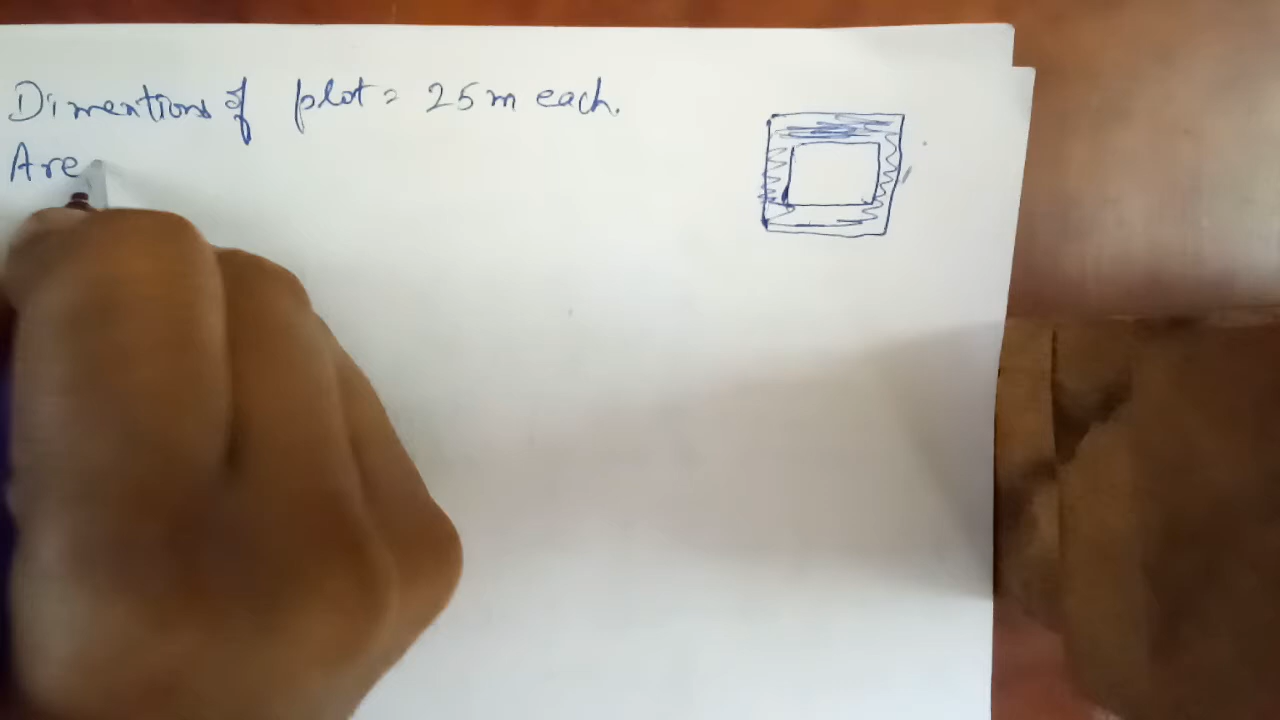 Dimentions of plot = 25m each.
Are